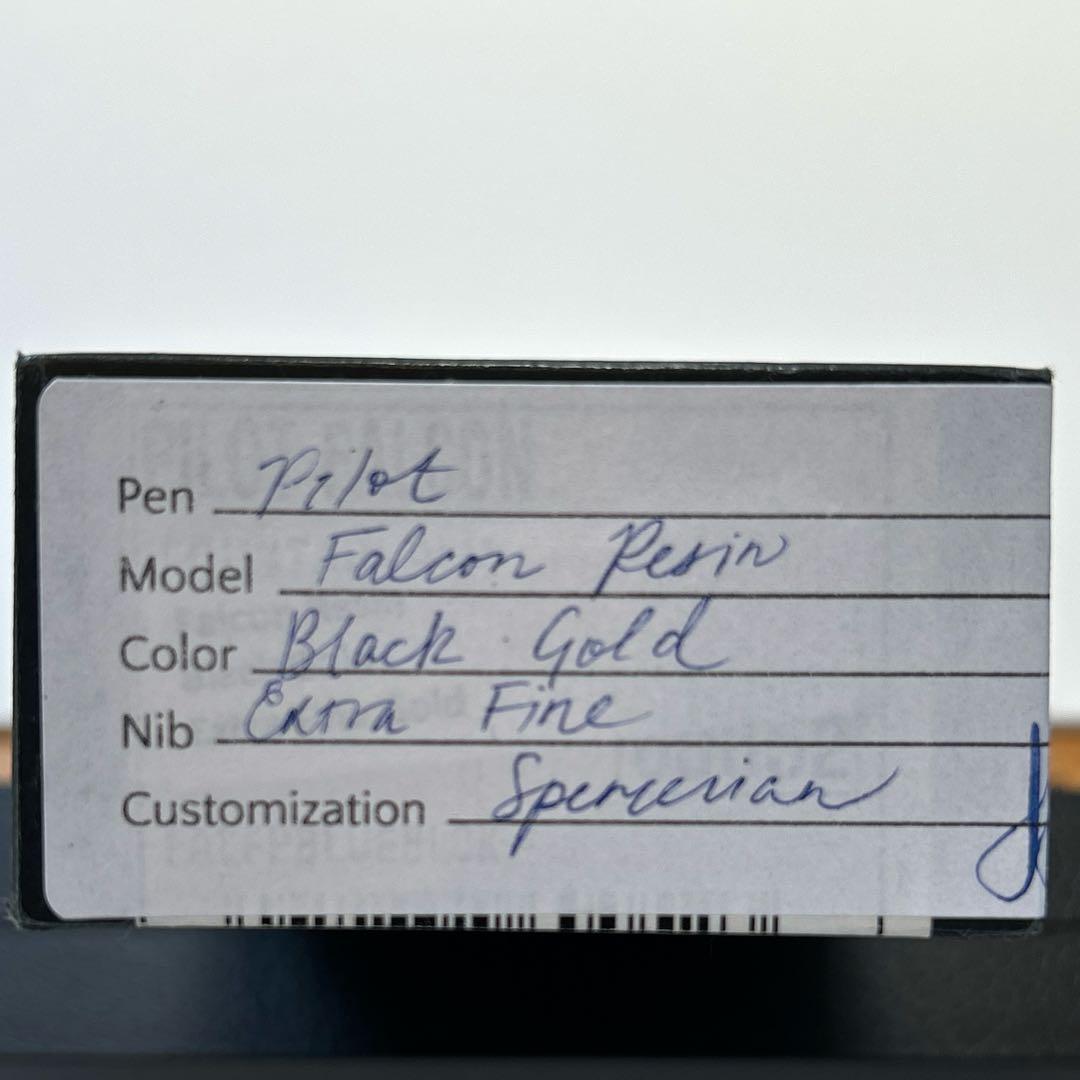 Pen Pilot
Model Falcon Resin
Color Black Gold
Nib Extra Fine
Customization Spencerian